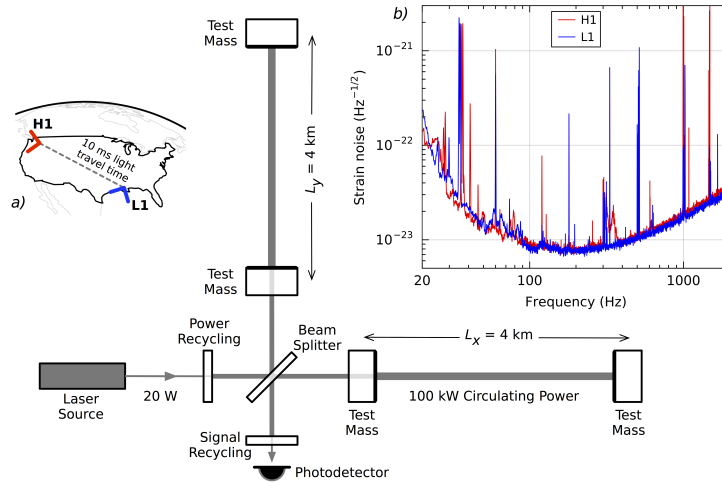 a)
H1
10 ms light
travel time
L1
Test
Mass
L_y = 4 km
Test
Mass
b)
H1
L1
Strain noise (Hz^{-1/2})
10^{-21}
10^{-22}
10^{-23}
20
100
1000
Frequency (Hz)
Power
Recycling
Beam
Splitter
L_x = 4 km
Laser
Source
20 W
100 kW Circulating Power
Test
Mass
Test
Mass
Signal
Recycling
Photodetector